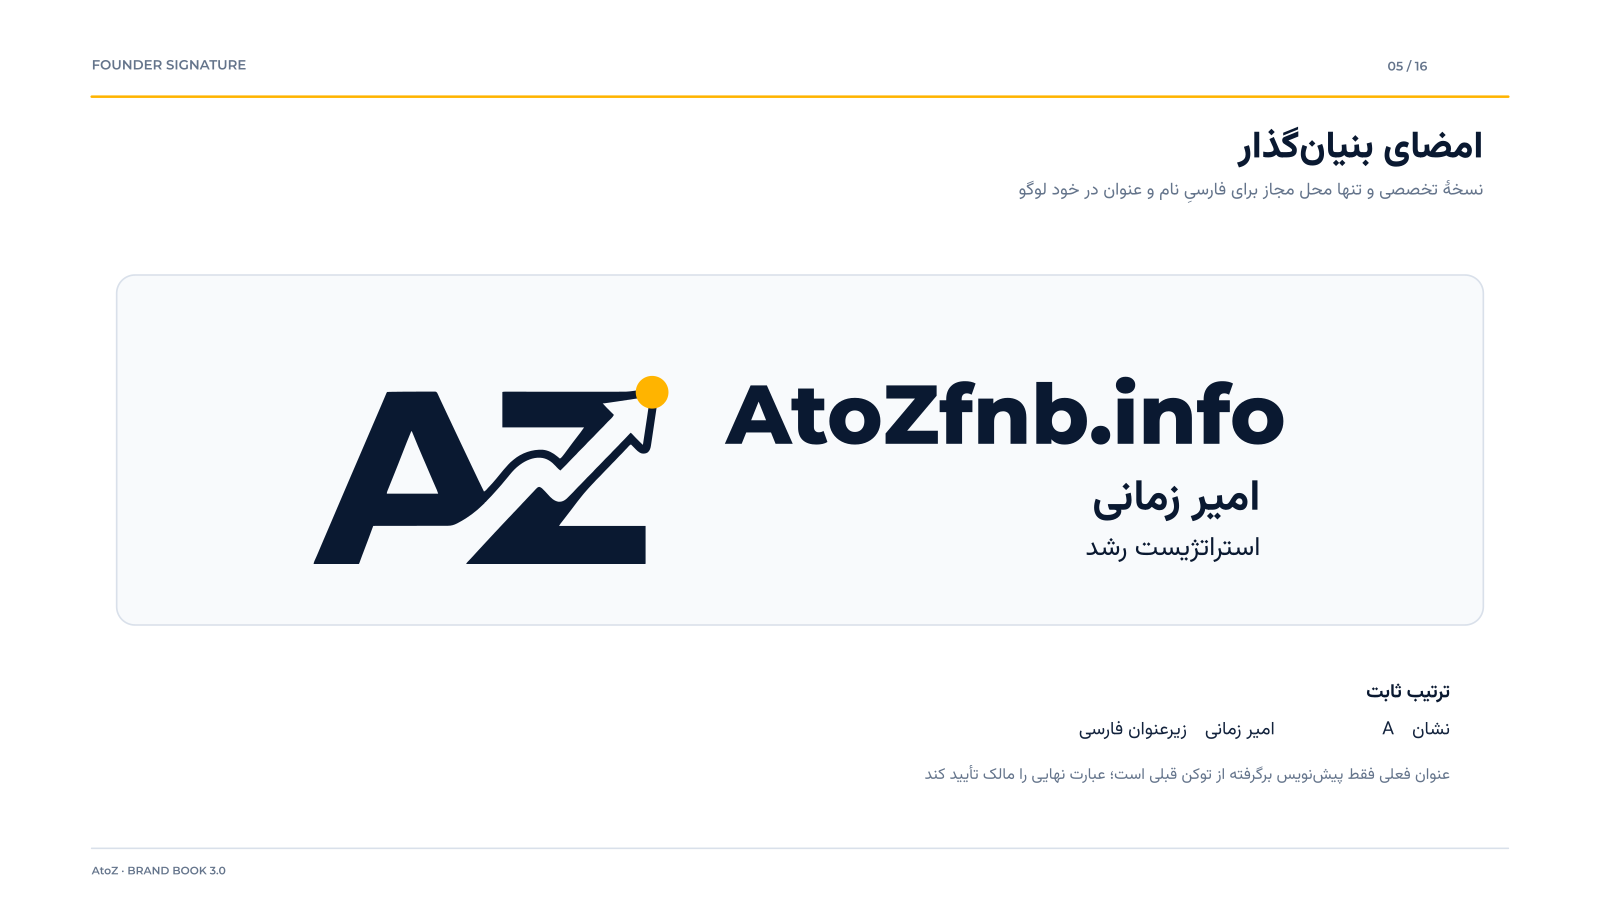 FOUNDER SIGNATURE
05 / 16
امضای بنیان‌گذار
نسخهٔ تخصصی و تنها محل مجاز برای فارسیِ نام و عنوان در خود لوگو
AZ
AtoZfnb.info
امیر زمانی
استراتژیست رشد
ترتیب ثابت
نشان A امیر زمانی زیرعنوان فارسی
عنوان فعلی فقط پیش‌نویس برگرفته از توکن قبلی است؛ عبارت نهایی را مالک تأیید کند
AtoZ · BRAND BOOK 3.0